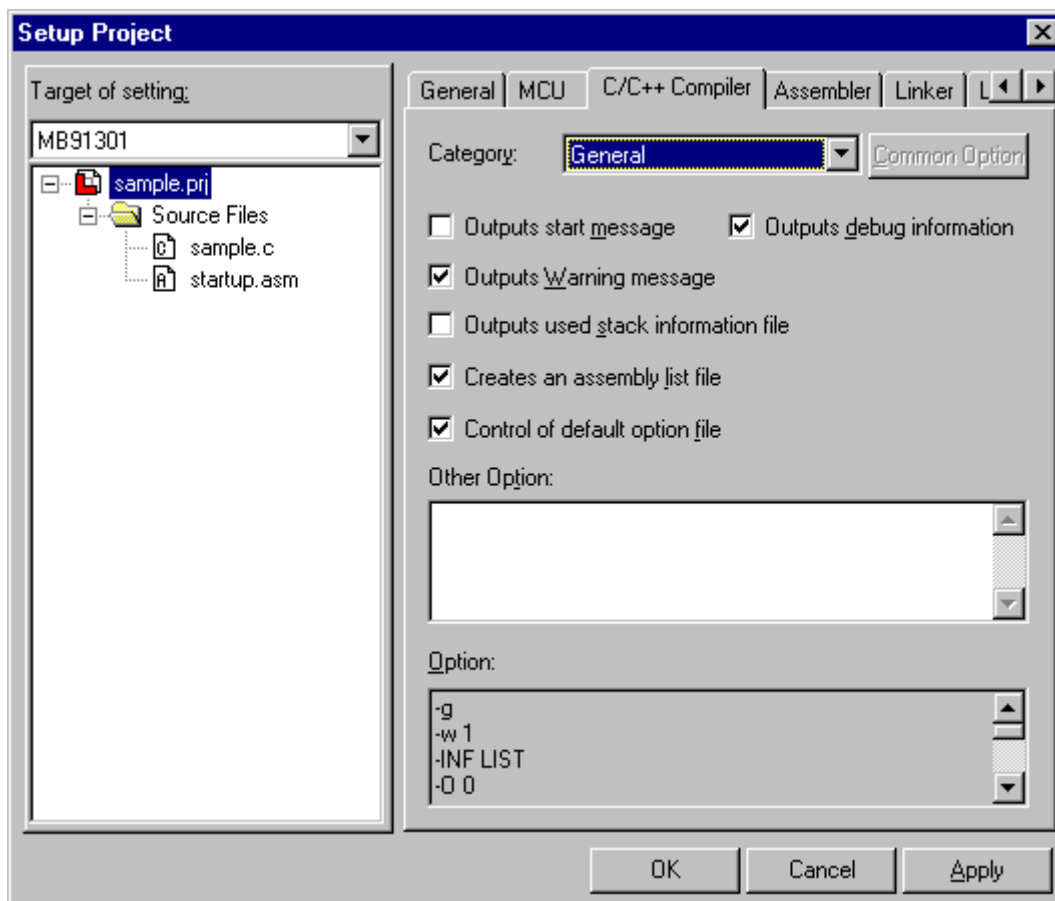 Setup Project
Target of setting:
MB91301
sample.prj
Source Files
sample.c
startup.asm
General MCU C/C++ Compiler Assembler Linker L
Category: General Common Option
Outputs start message Outputs debug information
Outputs Warning message
Outputs used stack information file
Creates an assembly list file
Control of default option file
Other Option:
Option:
-g
-w 1
-INF LIST
-O 0
OK Cancel Apply